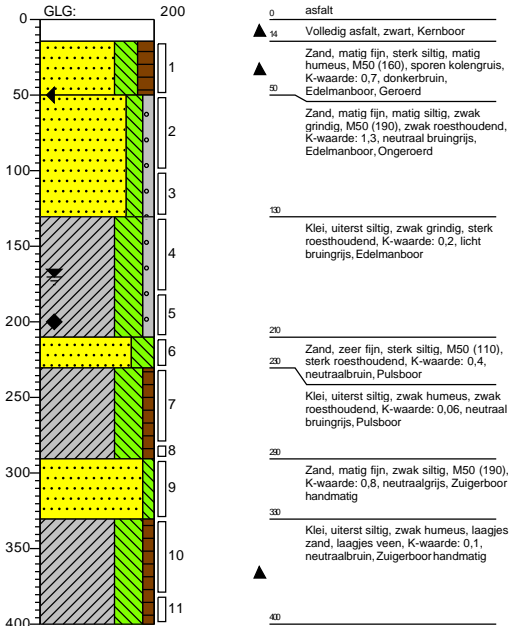 GLG: 200
0
50
100
150
200
250
300
350
400
1
2
3
4
5
6
7
8
9
10
11
0 asfalt
14 Volledig asfalt, zwart, Kernboor
Zand, matig fijn, sterk siltig, matig
humeus, M50 (160), sporen kolengruis,
K-waarde: 0,7, donkerbruin,
Edelmanboor, Geroerd
50
Zand, matig fijn, matig siltig, zwak
grindig, M50 (190), zwak roesthoudend,
K-waarde: 1,3, neutraal bruingrijs,
Edelmanboor, Ongeroerd
130
Klei, uiterst siltig, zwak grindig, sterk
roesthoudend, K-waarde: 0,2, licht
bruingrijs, Edelmanboor
210
Zand, zeer fijn, sterk siltig, M50 (110),
sterk roesthoudend, K-waarde: 0,4,
neutraalbruin, Pulsboor
230
Klei, uiterst siltig, zwak humeus, zwak
roesthoudend, K-waarde: 0,06, neutraal
bruingrijs, Pulsboor
290
Zand, matig fijn, zwak siltig, M50 (190),
K-waarde: 0,8, neutraalgrijs, Zuigerboor
handmatig
330
Klei, uiterst siltig, zwak humeus, laagjes
zand, laagjes veen, K-waarde: 0,1,
neutraalbruin, Zuigerboor handmatig
400